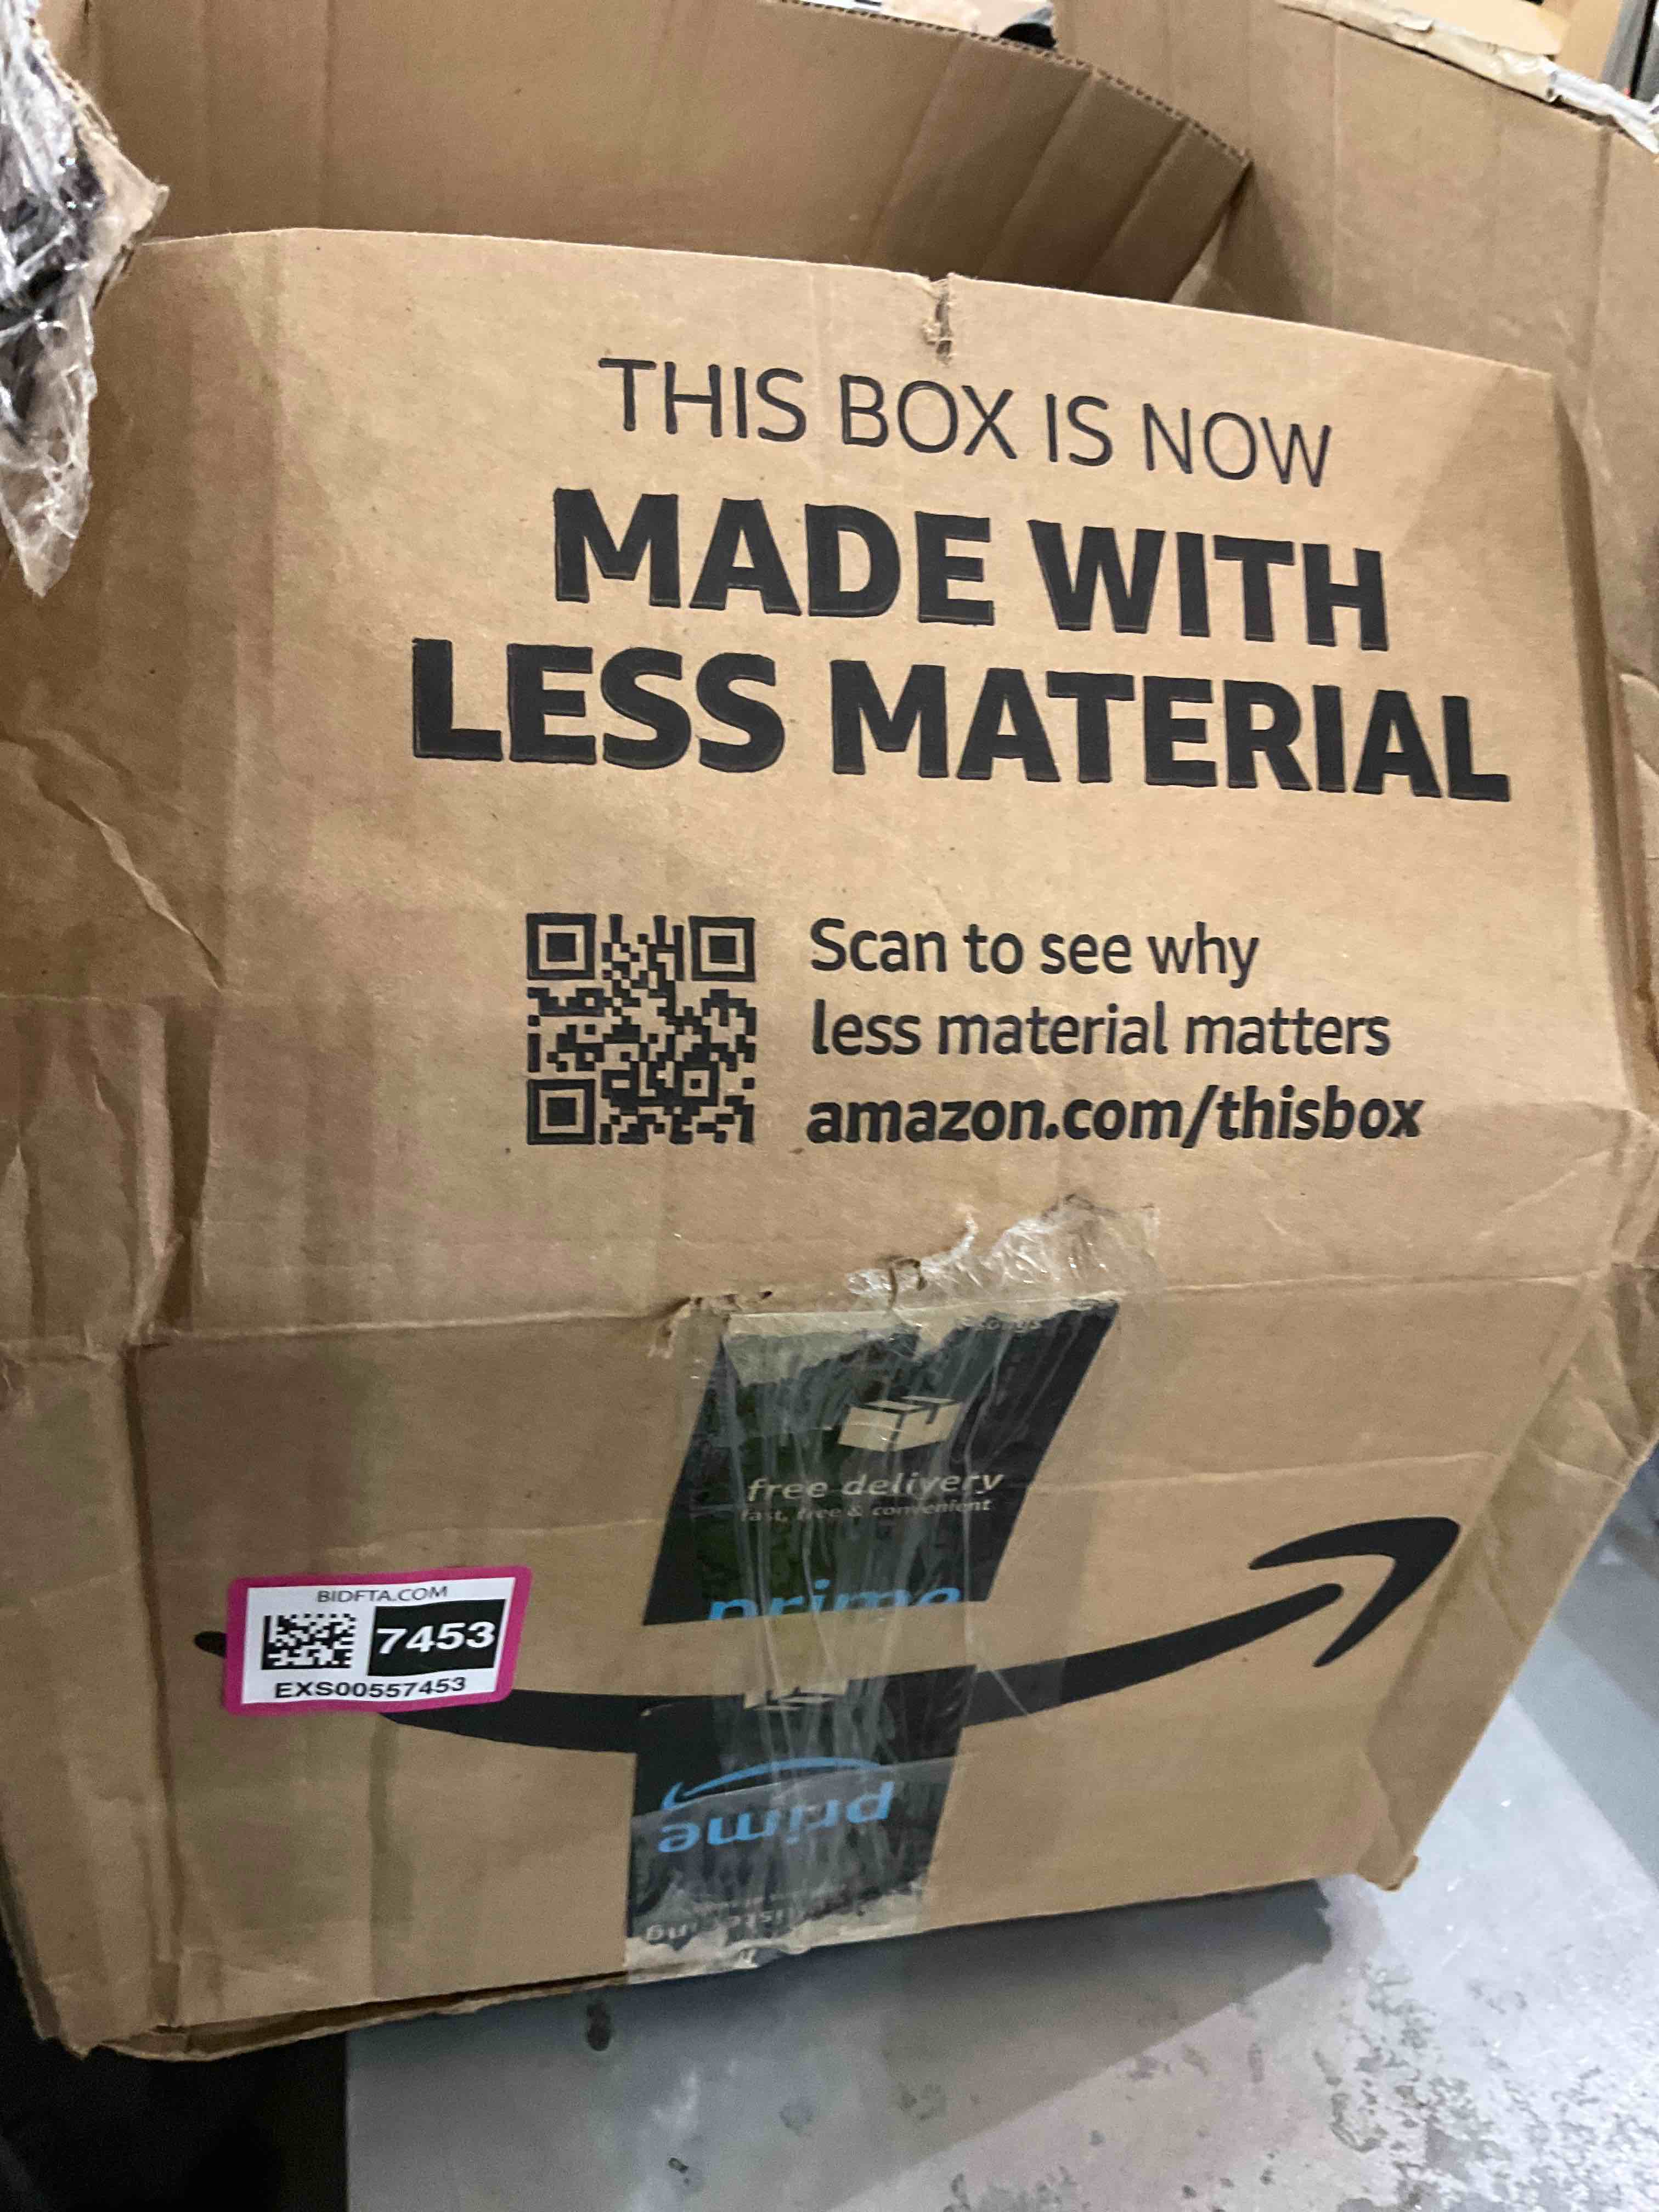 THIS BOX IS NOW
MADE WITH
LESS MATERIAL
Scan to see why
less material matters
amazon.com/thisbox
free delivery
fast, free & convenient
prime
BIDFTA.COM
7453
EXS00557453
prime